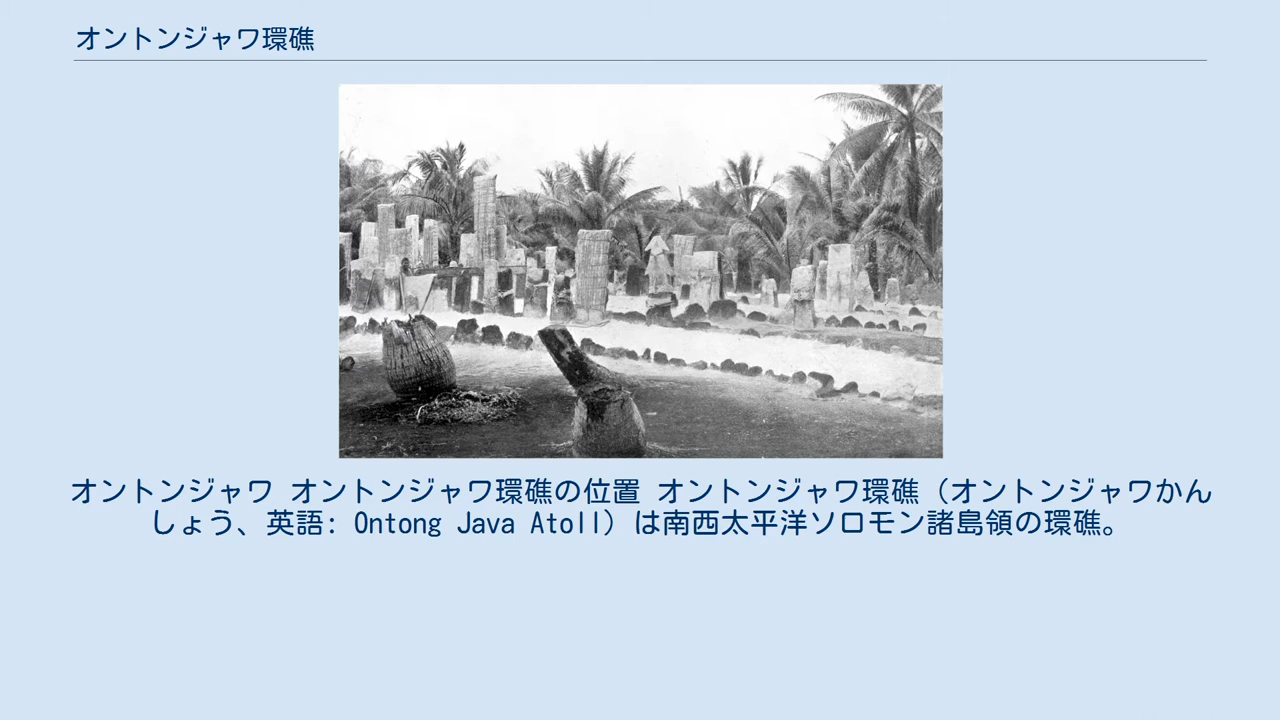 オントンジャワ環礁
オントンジャワ オントンジャワ環礁の位置 オントンジャワ環礁（オントンジャワかん
しょう、英語: Ontong Java Atoll）は南西太平洋ソロモン諸島領の環礁。